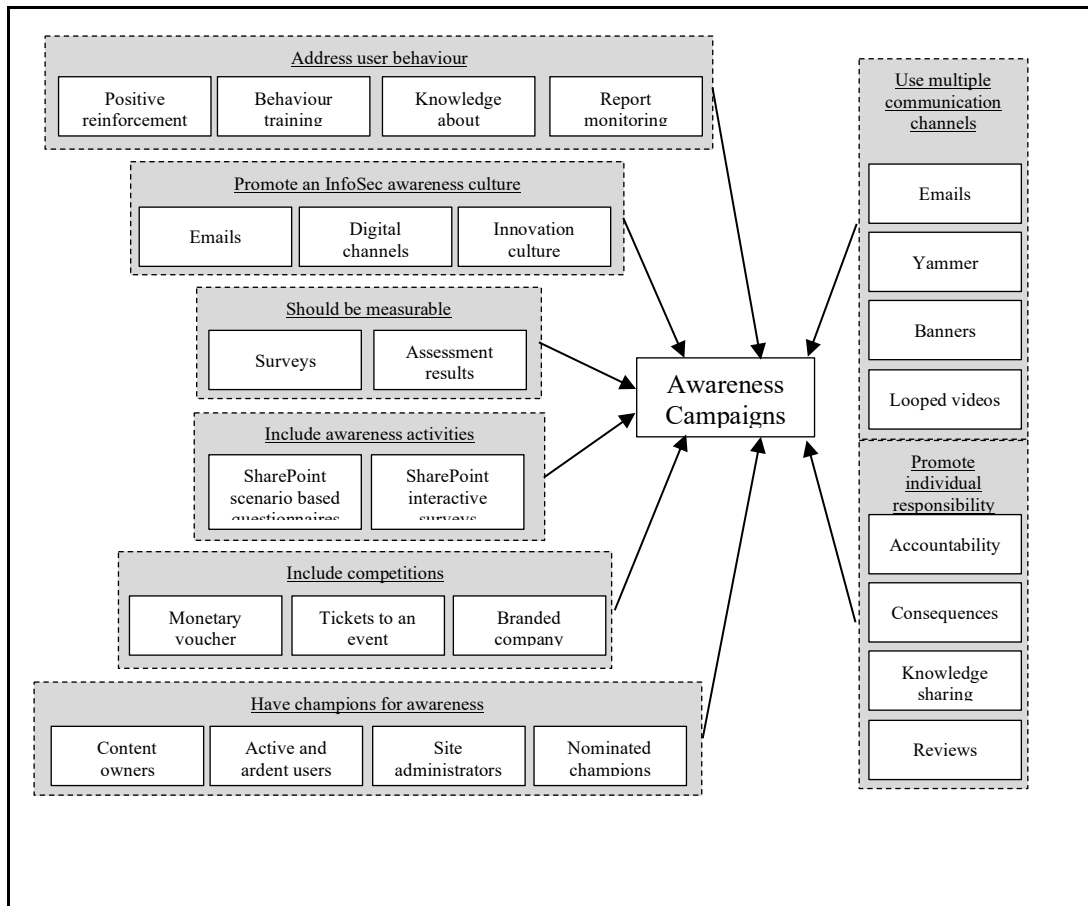 Address user behaviour
Positive
reinforcement
Behaviour
training
Knowledge
about
Report
monitoring
Promote an InfoSec awareness culture
Emails
Digital
channels
Innovation
culture
Should be measurable
Surveys
Assessment
results
Include awareness activities
SharePoint
scenario based
questionnaires
SharePoint
interactive
surveys
Include competitions
Monetary
voucher
Tickets to an
event
Branded
company
Have champions for awareness
Content
owners
Active and
ardent users
Site
administrators
Nominated
champions
Awareness
Campaigns
Use multiple
communication
channels
Emails
Yammer
Banners
Looped videos
Promote
individual
responsibility
Accountability
Consequences
Knowledge
sharing
Reviews